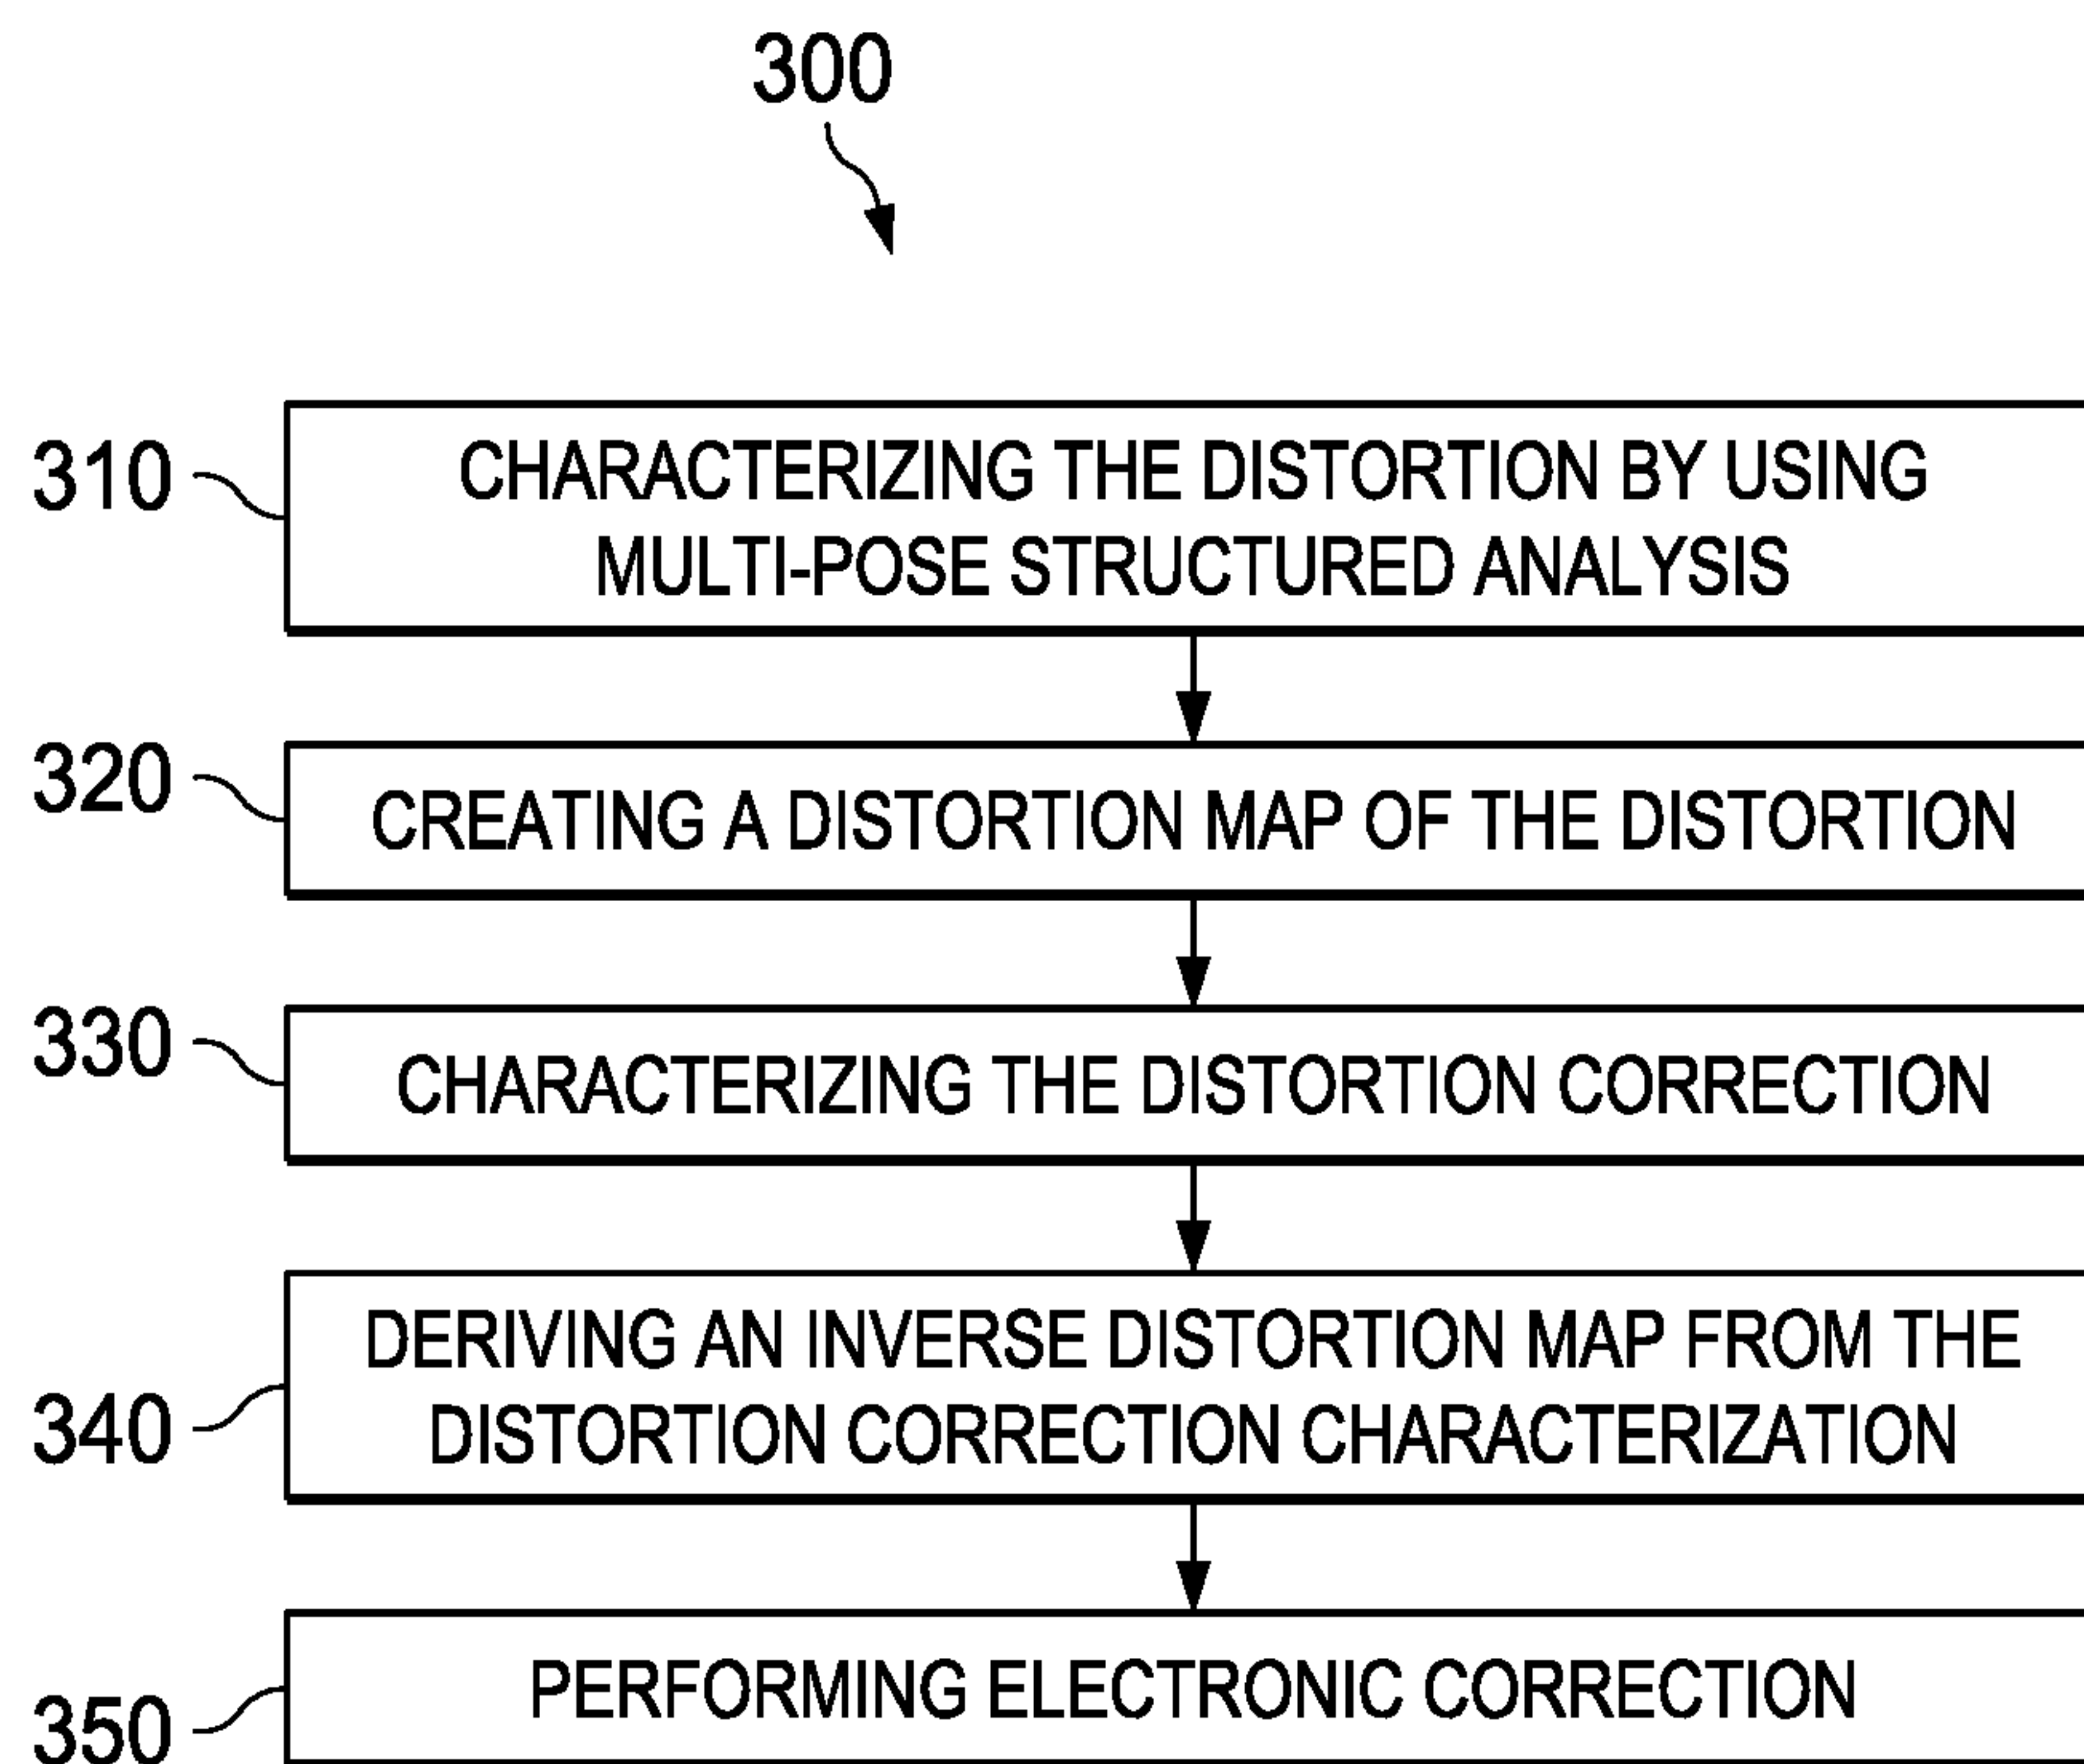 300
310
CHARACTERIZING THE DISTORTION BY USING
MULTI-POSE STRUCTURED ANALYSIS
320
CREATING A DISTORTION MAP OF THE DISTORTION
330
CHARACTERIZING THE DISTORTION CORRECTION
340
DERIVING AN INVERSE DISTORTION MAP FROM THE
DISTORTION CORRECTION CHARACTERIZATION
350
PERFORMING ELECTRONIC CORRECTION